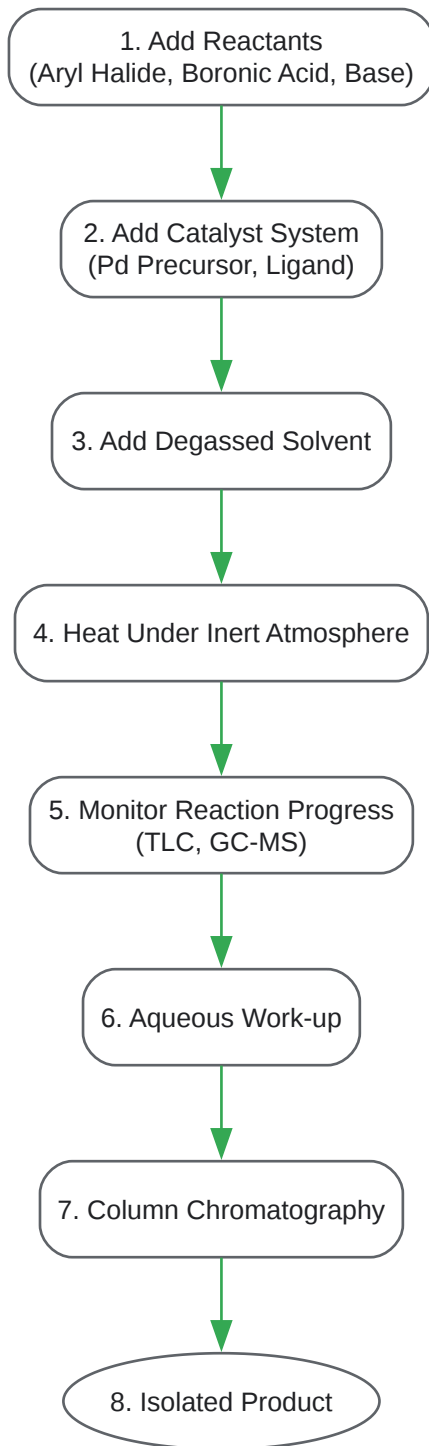 1. Add Reactants
(Aryl Halide, Boronic Acid, Base)
2. Add Catalyst System
(Pd Precursor, Ligand)
3. Add Degassed Solvent
4. Heat Under Inert Atmosphere
5. Monitor Reaction Progress
(TLC, GC-MS)
6. Aqueous Work-up
7. Column Chromatography
8. Isolated Product